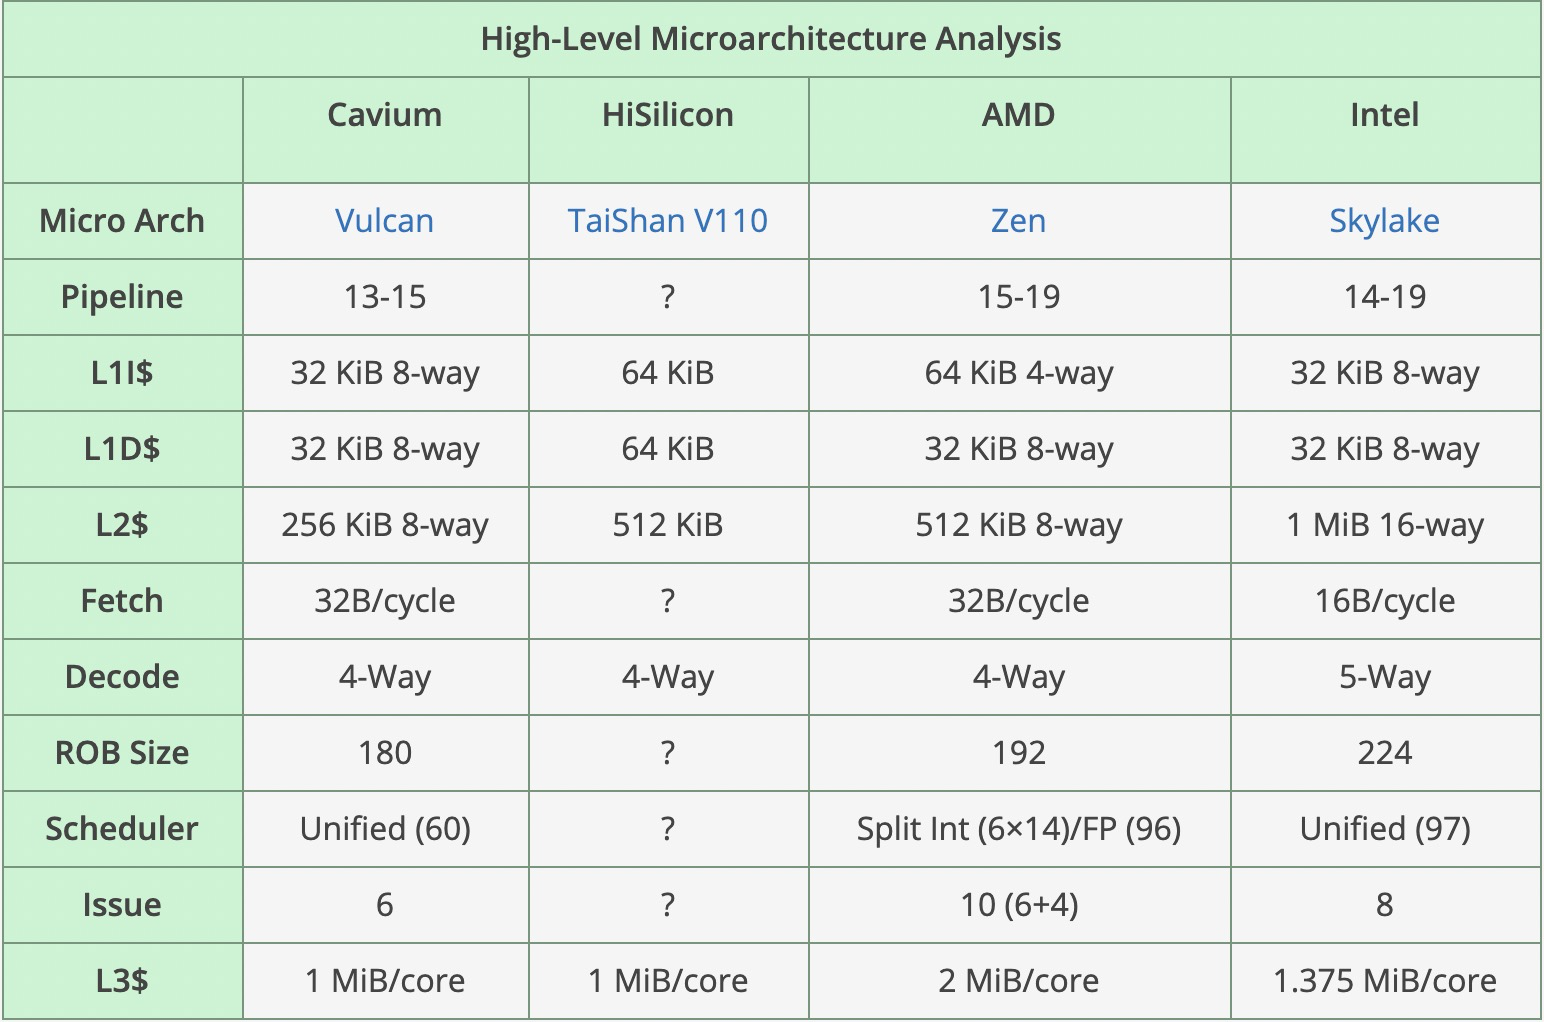 High-Level Microarchitecture Analysis
Cavium HiSilicon AMD Intel
Micro Arch Vulcan TaiShan V110 Zen Skylake
Pipeline 13-15 ? 15-19 14-19
L1I$ 32 KiB 8-way 64 KiB 64 KiB 4-way 32 KiB 8-way
L1D$ 32 KiB 8-way 64 KiB 32 KiB 8-way 32 KiB 8-way
L2$ 256 KiB 8-way 512 KiB 512 KiB 8-way 1 MiB 16-way
Fetch 32B/cycle ? 32B/cycle 16B/cycle
Decode 4-Way 4-Way 4-Way 5-Way
ROB Size 180 ? 192 224
Scheduler Unified (60) ? Split Int (6×14)/FP (96) Unified (97)
Issue 6 ? 10 (6+4) 8
L3$ 1 MiB/core 1 MiB/core 2 MiB/core 1.375 MiB/core